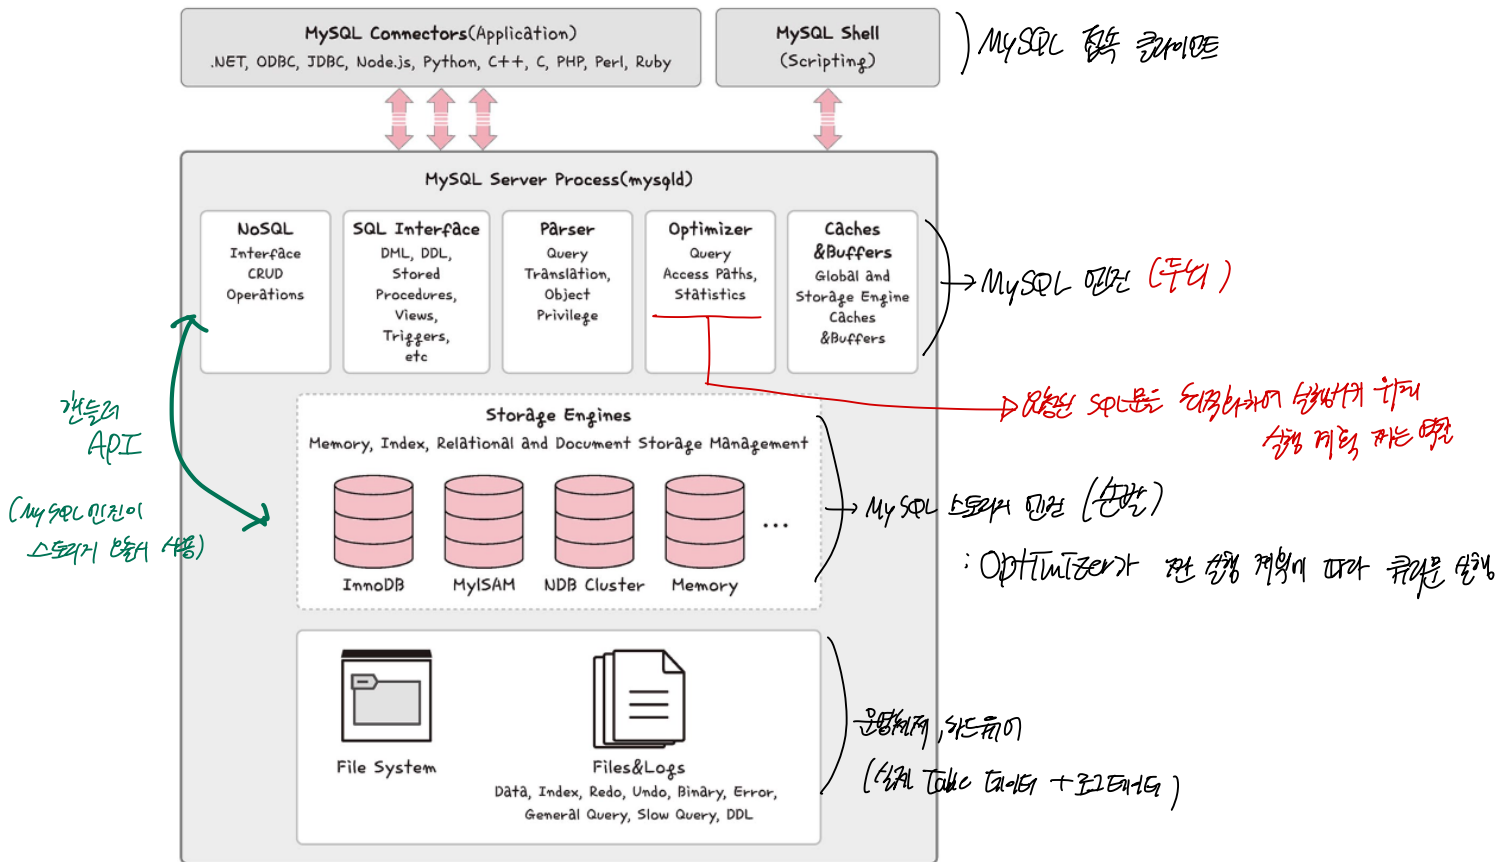 MySQL Connectors(Application)
.NET, ODBC, JDBC, Node.js, Python, C++, C, PHP, Perl, Ruby
MySQL Shell
(Scripting)
MySQL 접속 클라이언트
MySQL Server Process(mysqld)
NoSQL
Interface
CRUD
Operations
SQL Interface
DML, DDL,
Stored
Procedures,
Views,
Triggers,
etc
Parser
Query
Translation,
Object
Privilege
Optimizer
Query
Access Paths,
Statistics
Caches
&Buffers
Global and
Storage Engine
Caches
&Buffers
MySQL 엔진 (두뇌)
핸들러
API
(MySQL 엔진이
스토리지 엔진에 사용)
요청된 SQL문을 최적화하여 실행하기 위해
실행 계획 짜는 역할
Storage Engines
Memory, Index, Relational and Document Storage Management
InnoDB
MyISAM
NDB Cluster
Memory
...
MySQL 스토리지 엔진 (손발)
: Optimizer가 짠 실행 계획에 따라 쿼리문 실행
File System
Files&Logs
Data, Index, Redo, Undo, Binary, Error,
General Query, Slow Query, DDL
운영체제, 하드웨어
(실제 Table 데이터 + 로그데이터)